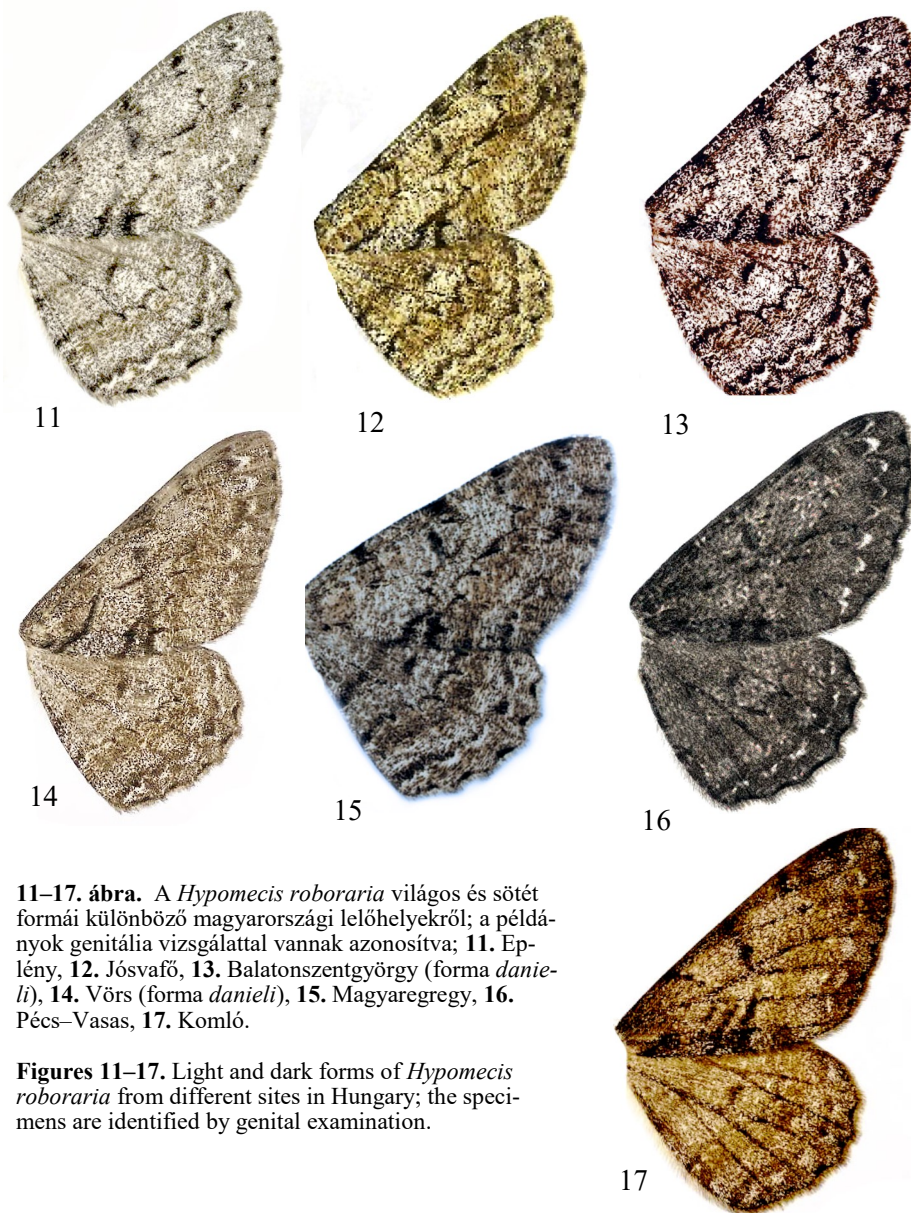 11
12
13
14
15
16
11–17. ábra. A Hypomecis roboraria világos és sötét
formái különböző magyarországi lelőhelyekről; a példá-
nyok genitália vizsgálattal vannak azonosítva; 11. Ep-
lény, 12. Jósvafő, 13. Balatonszentgyörgy (forma danie-
li), 14. Vörs (forma danieli), 15. Magyaregregy, 16.
Pécs–Vasas, 17. Komló.
Figures 11–17. Light and dark forms of Hypomecis
roboraria from different sites in Hungary; the speci-
mens are identified by genital examination.
17